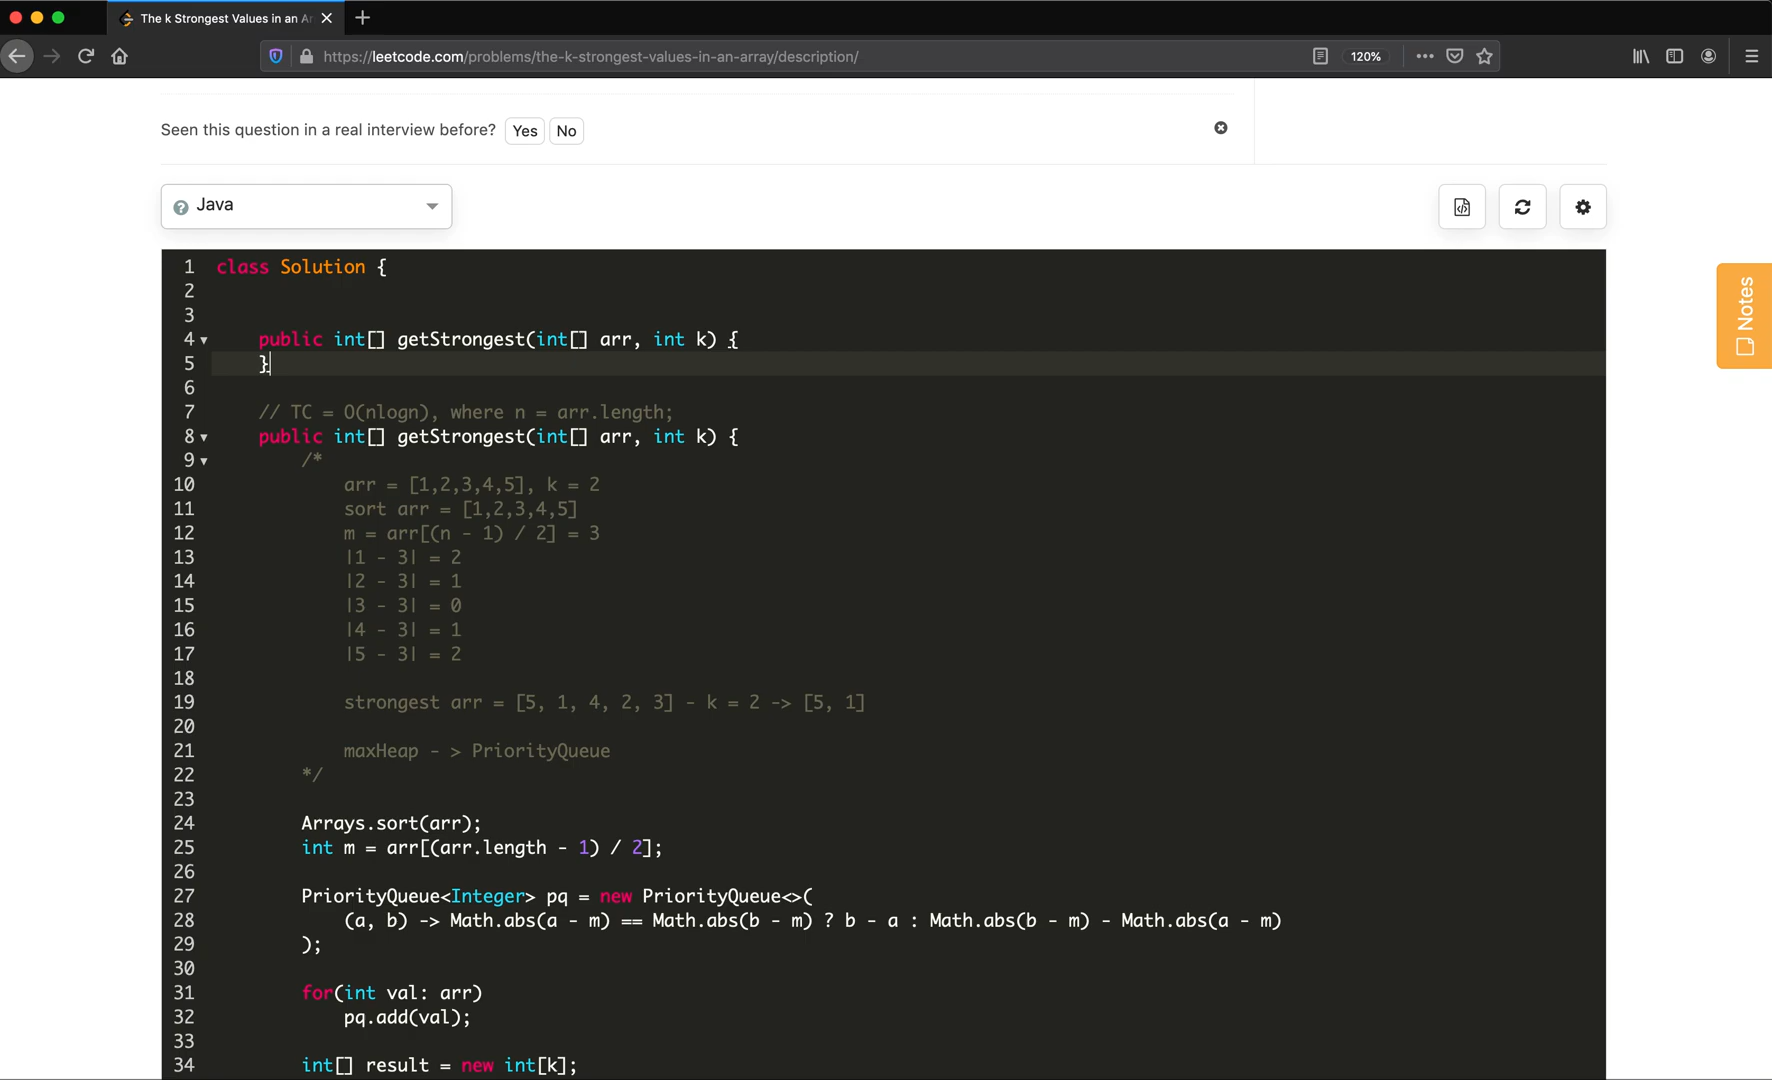 The k Strongest Values in an Ar
https://leetcode.com/problems/the-k-strongest-values-in-an-array/description/
120%
Seen this question in a real interview before? Yes No
Java
Notes
1 class Solution {
2
3
4 public int[] getStrongest(int[] arr, int k) {
5 }
6
7 // TC = O(nlogn), where n = arr.length;
8 public int[] getStrongest(int[] arr, int k) {
9 /*
10 arr = [1,2,3,4,5], k = 2
11 sort arr = [1,2,3,4,5]
12 m = arr[(n - 1) / 2] = 3
13 |1 - 3| = 2
14 |2 - 3| = 1
15 |3 - 3| = 0
16 |4 - 3| = 1
17 |5 - 3| = 2
18
19 strongest arr = [5, 1, 4, 2, 3] - k = 2 -> [5, 1]
20
21 maxHeap - > PriorityQueue
22 */
23
24 Arrays.sort(arr);
25 int m = arr[(arr.length - 1) / 2];
26
27 PriorityQueue<Integer> pq = new PriorityQueue<>(
28 (a, b) -> Math.abs(a - m) == Math.abs(b - m) ? b - a : Math.abs(b - m) - Math.abs(a - m)
29 );
30
31 for(int val: arr)
32 pq.add(val);
33
34 int[] result = new int[k];